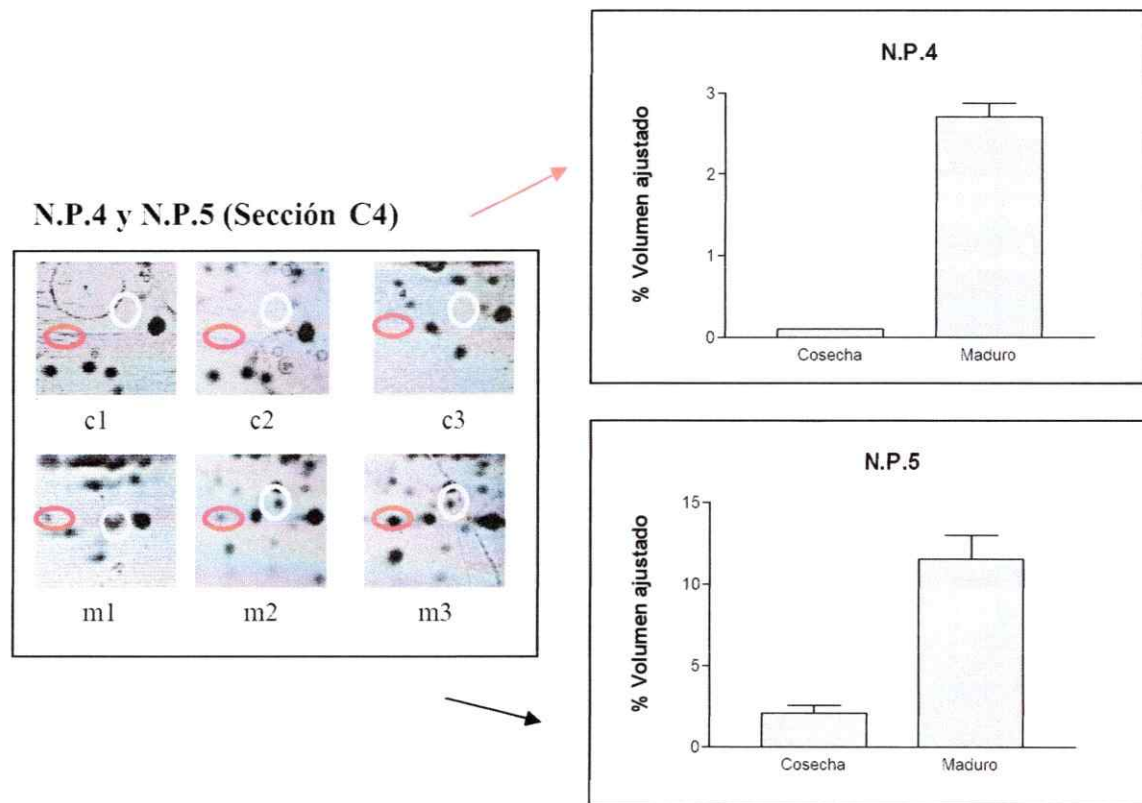 N.P.4 y N.P.5 (Sección C4)
c1 c2 c3
m1 m2 m3
N.P.4
% Volumen ajustado
3
2
1
0
Cosecha Maduro
N.P.5
% Volumen ajustado
15
10
5
0
Cosecha Maduro